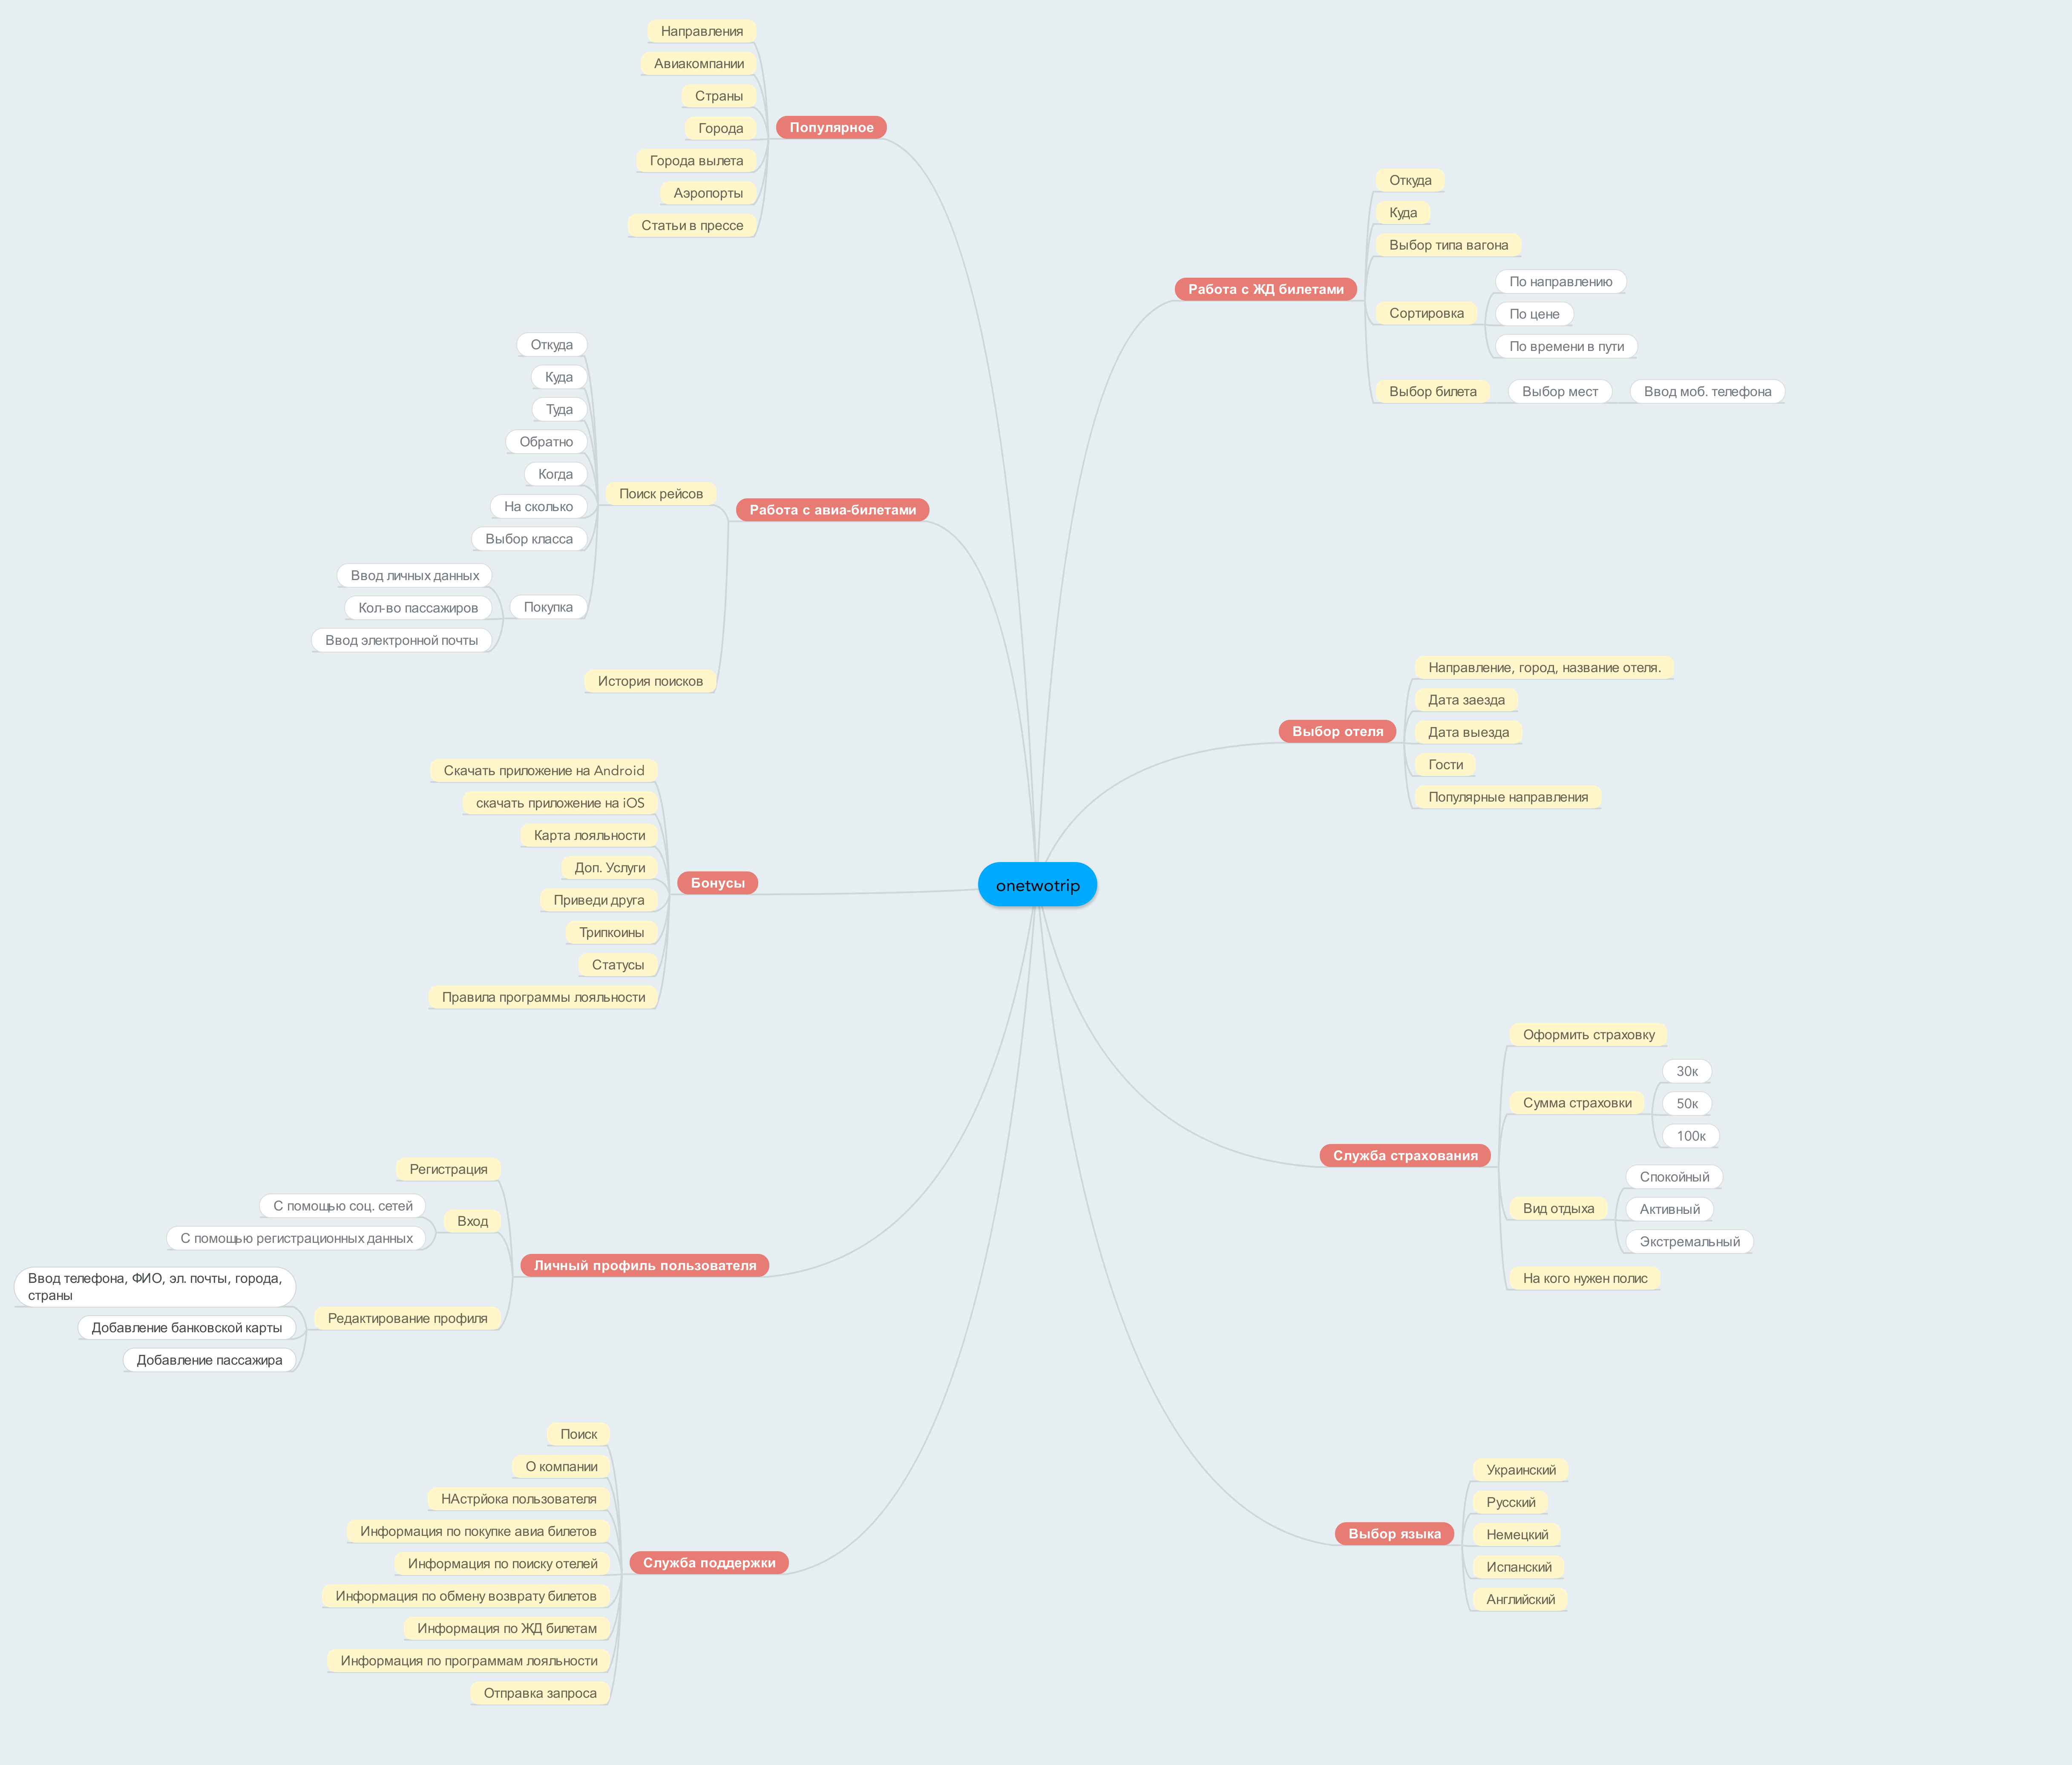 onetwotrip
Популярное
Направления
Авиакомпании
Страны
Города
Города вылета
Аэропорты
Статьи в прессе
Работа с авиа-билетами
Поиск рейсов
Откуда
Куда
Туда
Обратно
Когда
На сколько
Выбор класса
Покупка
Ввод личных данных
Кол-во пассажиров
Ввод электронной почты
История поисков
Бонусы
Скачать приложение на Android
скачать приложение на iOS
Карта лояльности
Доп. Услуги
Приведи друга
Трипкоины
Статусы
Правила программы лояльности
Личный профиль пользователя
Регистрация
Вход
С помощью соц. сетей
С помощью регистрационных данных
Редактирование профиля
Ввод телефона, ФИО, эл. почты, города,
страны
Добавление банковской карты
Добавление пассажира
Служба поддержки
Поиск
О компании
НАстрйока пользователя
Информация по покупке авиа билетов
Информация по поиску отелей
Информация по обмену возврату билетов
Информация по ЖД билетам
Информация по программам лояльности
Отправка запроса
Работа с ЖД билетами
Откуда
Куда
Выбор типа вагона
Сортировка
По направлению
По цене
По времени в пути
Выбор билета
Выбор мест
Ввод моб. телефона
Выбор отеля
Направление, город, название отеля.
Дата заезда
Дата выезда
Гости
Популярные направления
Служба страхования
Оформить страховку
Сумма страховки
30к
50к
100к
Вид отдыха
Спокойный
Активный
Экстремальный
На кого нужен полис
Выбор языка
Украинский
Русский
Немецкий
Испанский
Английский